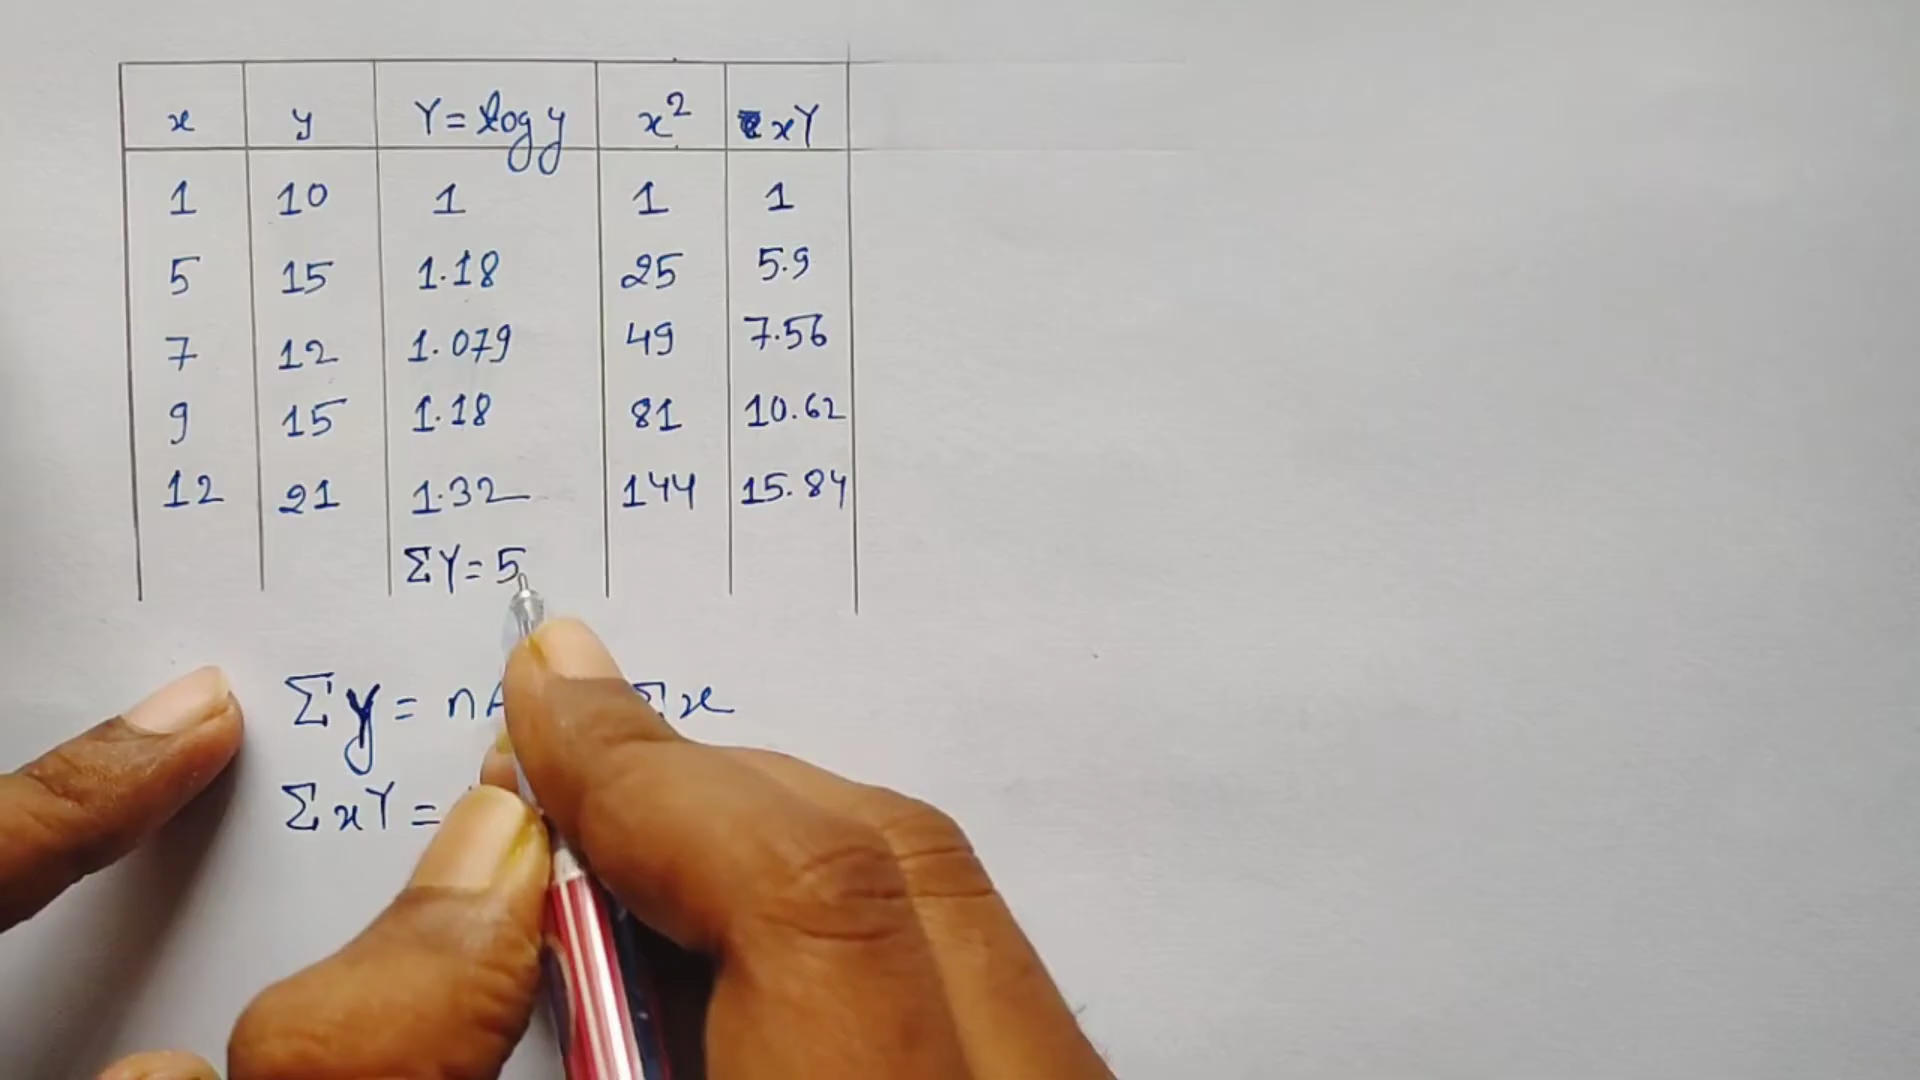 x y Y = log y x² xY
1 10 1 1 1
5 15 1.18 25 5.9
7 12 1.079 49 7.56
9 15 1.18 81 10.62
12 21 1.32 144 15.84
ΣY = 5
Σy = n Σx
ΣxY =